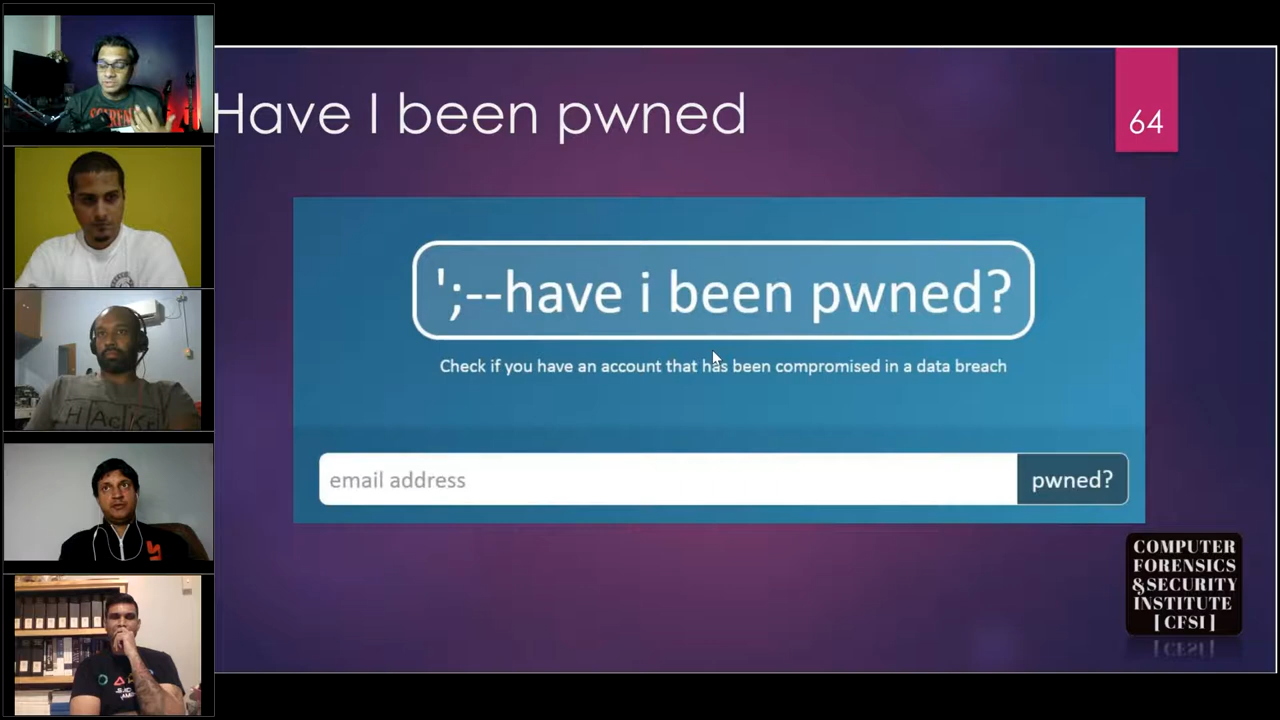 Have I been pwned
64
';--have i been pwned?
Check if you have an account that has been compromised in a data breach
email address
pwned?
COMPUTER
FORENSICS
&SECURITY
INSTITUTE
[ CFSI ]
HACKE